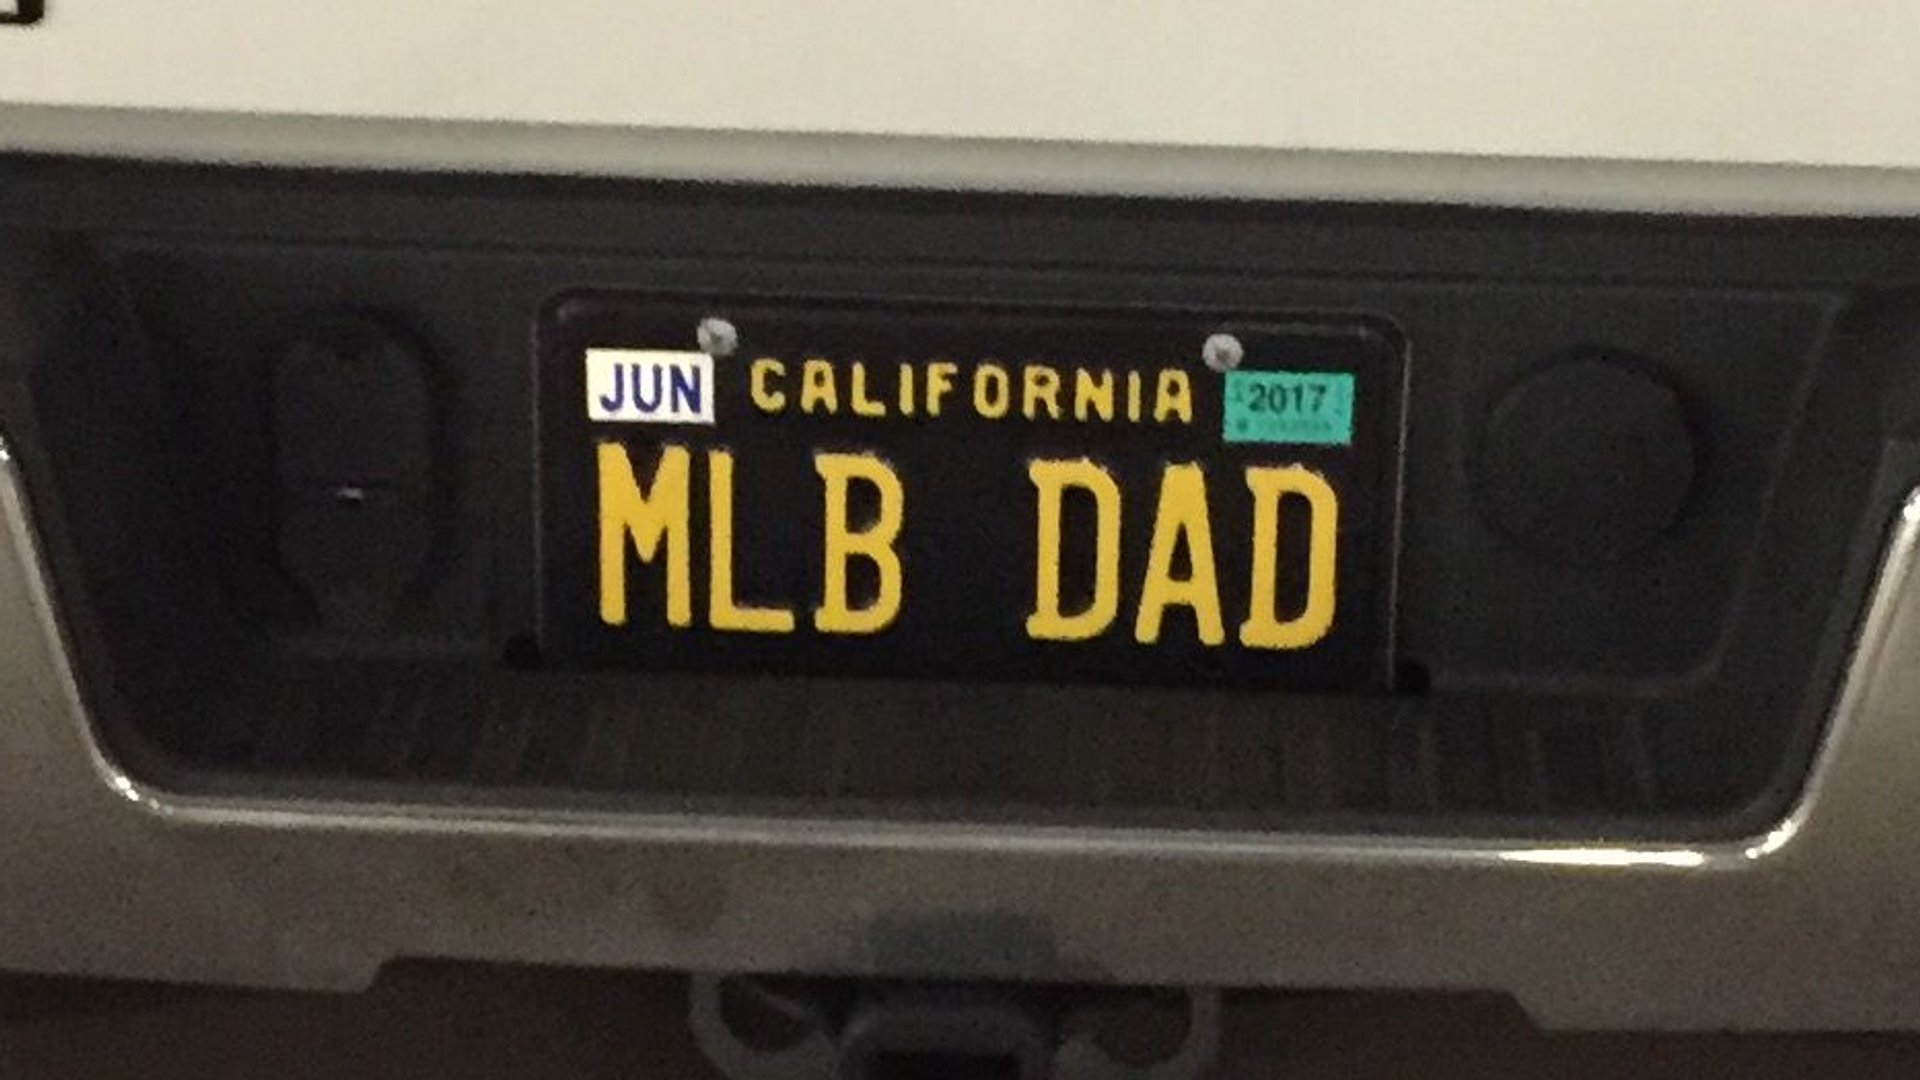 JUN CALIFORNIA 2017
MLB DAD